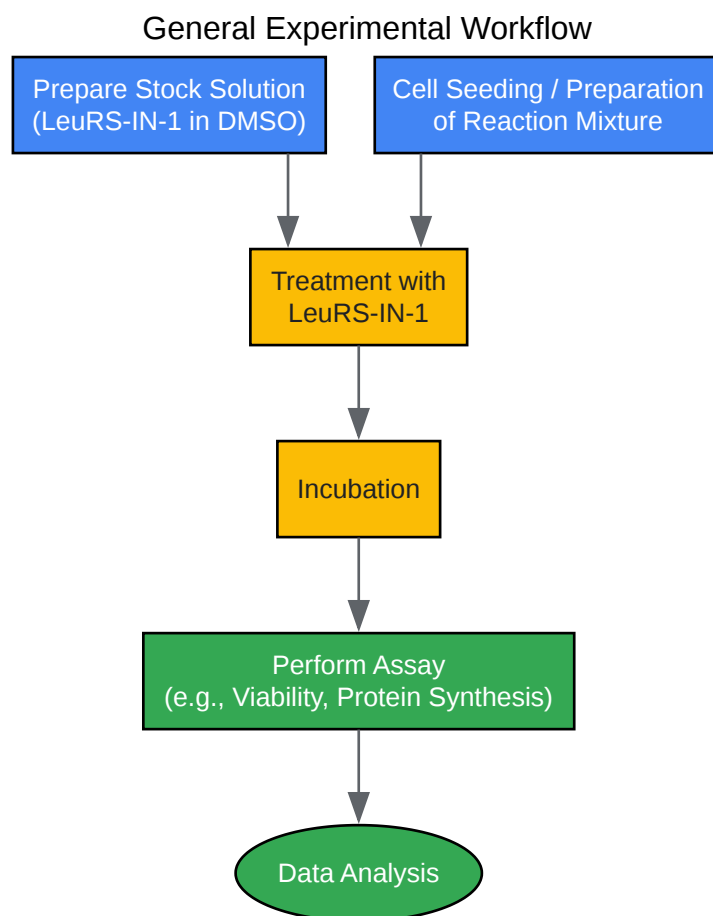 General Experimental Workflow
Prepare Stock Solution
(LeuRS-IN-1 in DMSO)
Cell Seeding / Preparation
of Reaction Mixture
Treatment with
LeuRS-IN-1
Incubation
Perform Assay
(e.g., Viability, Protein Synthesis)
Data Analysis